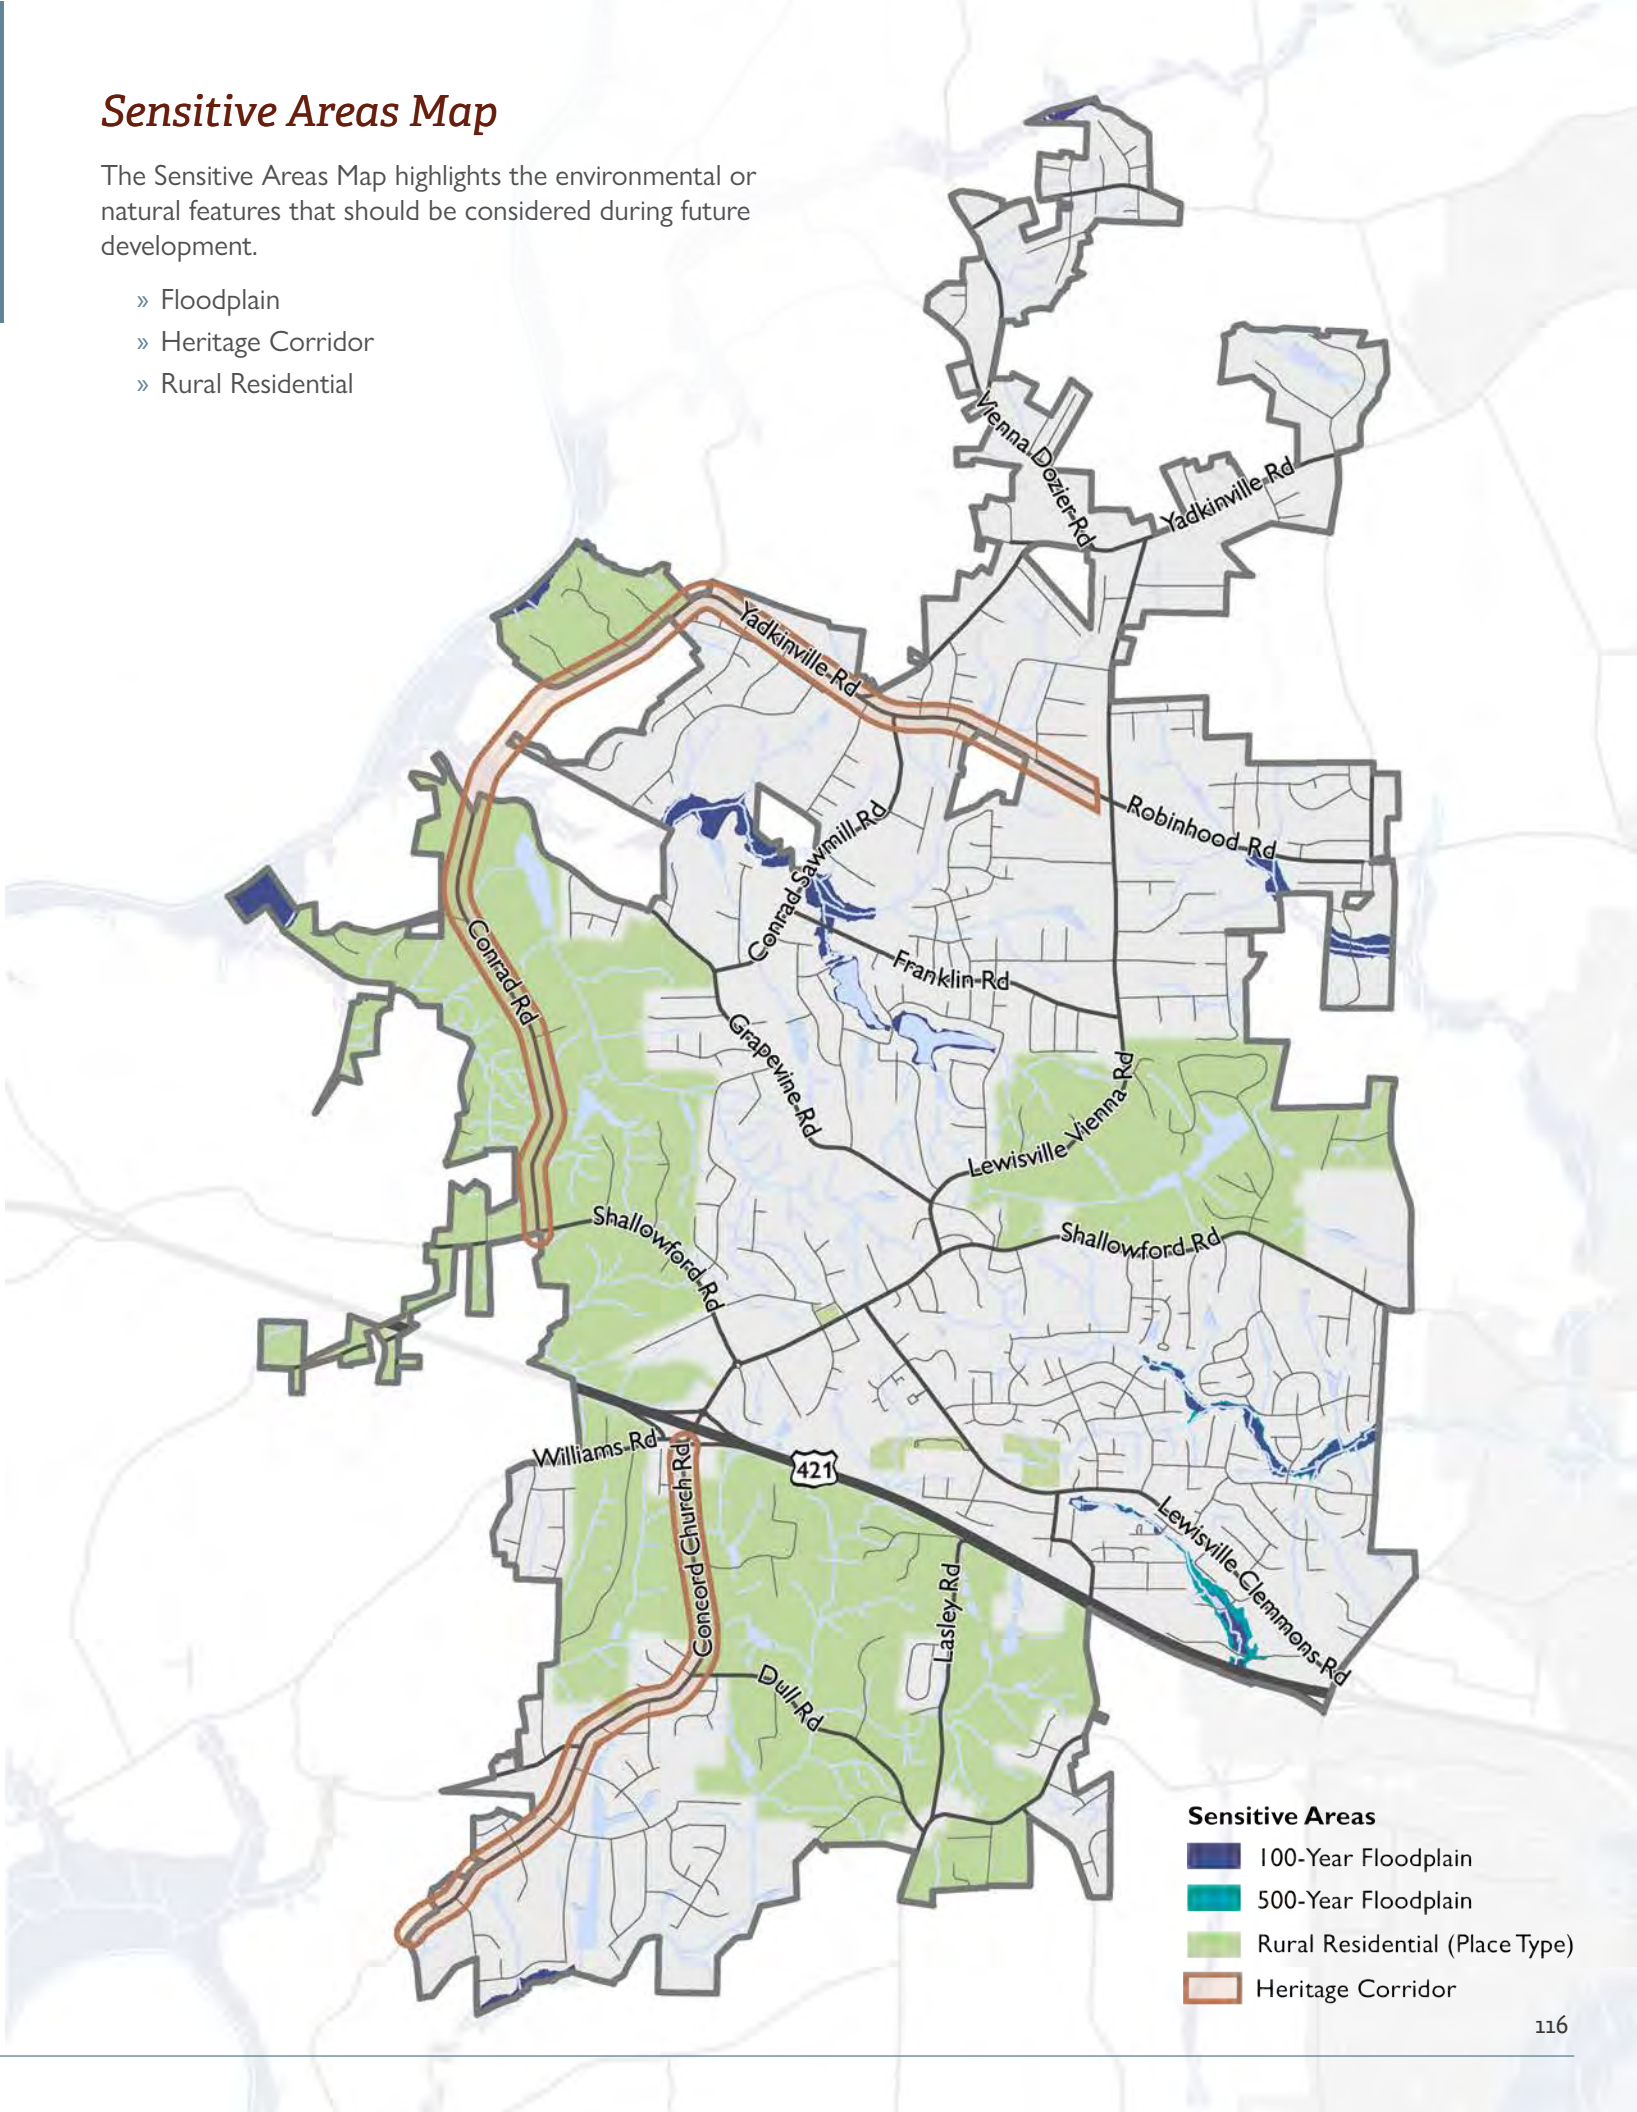 Sensitive Areas Map
The Sensitive Areas Map highlights the environmental or
natural features that should be considered during future
development.
» Floodplain
» Heritage Corridor
» Rural Residential
Vienna Dozier Rd
Yadkinville Rd
Yadkinville Rd
Robinhood Rd
Conrad Sawmill Rd
Conrad Rd
Franklin Rd
Grapevine Rd
Lewisville Vienna Rd
Shallowford Rd
Shallowford Rd
Williams Rd
421
Concord Church Rd
Lewisville Clemmons Rd
Lasley Rd
Dull Rd
Sensitive Areas
100-Year Floodplain
500-Year Floodplain
Rural Residential (Place Type)
Heritage Corridor
116